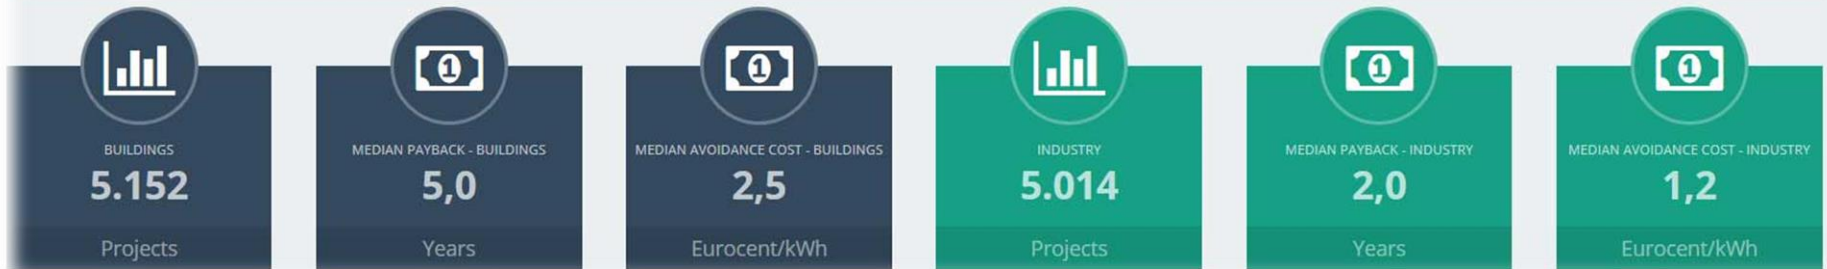 BUILDINGS
5.152
Projects
MEDIAN PAYBACK - BUILDINGS
5,0
Years
MEDIAN AVOIDANCE COST - BUILDINGS
2,5
Eurocent/kWh
INDUSTRY
5.014
Projects
MEDIAN PAYBACK - INDUSTRY
2,0
Years
MEDIAN AVOIDANCE COST - INDUSTRY
1,2
Eurocent/kWh